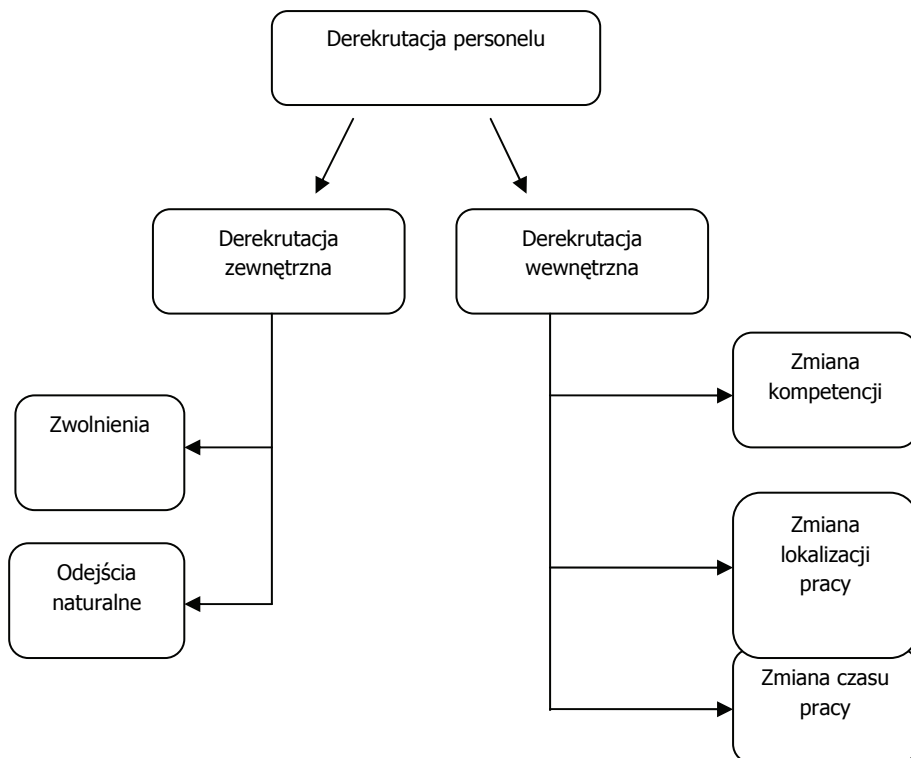 Derekrutacja personelu
Derekrutacja
zewnętrzna
Derekrutacja
wewnętrzna
Zmiana
kompetencji
Zwolnienia
Zmiana
lokalizacji
pracy
Odejścia
naturalne
Zmiana czasu
pracy